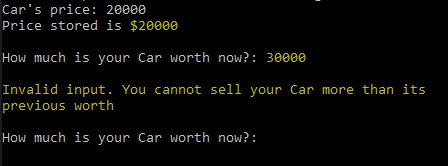 Car's price: 20000
Price stored is $20000
How much is your Car worth now?: 30000
Invalid input. You cannot sell your Car more than its
previous worth
How much is your Car worth now?: